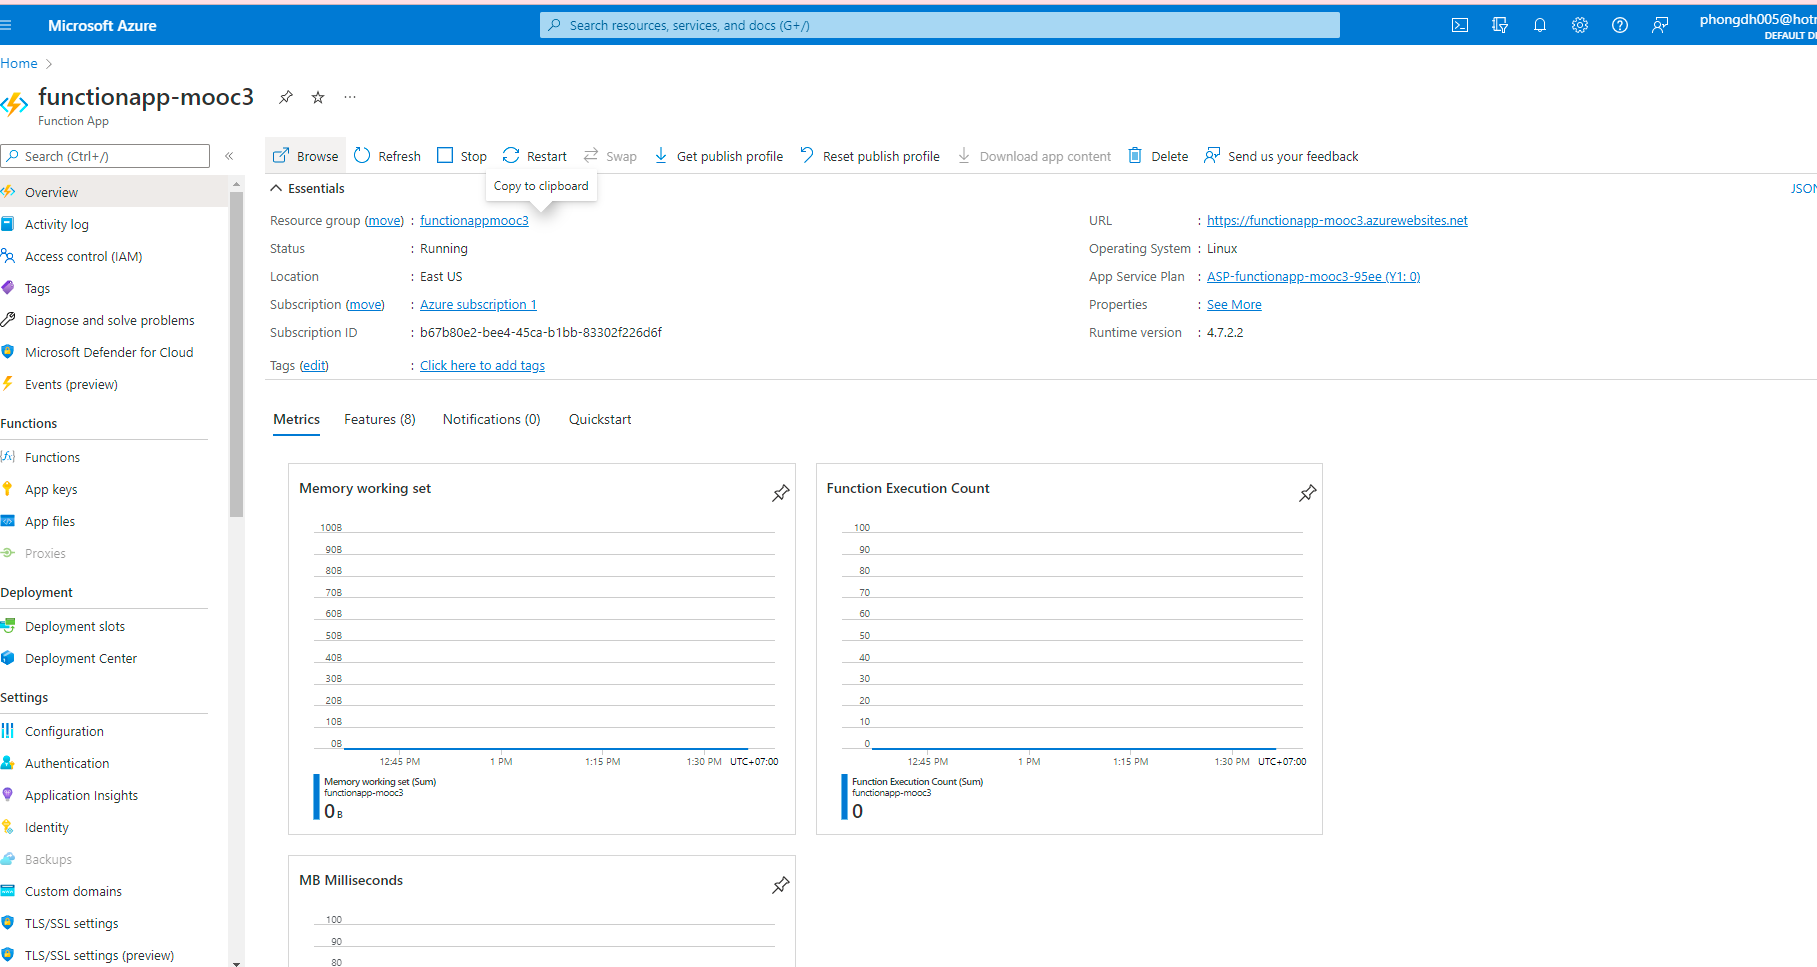 Microsoft Azure
Search resources, services, and docs (G+/)
phongdh005@hotm
DEFAULT DI
Home
functionapp-mooc3
Function App
Search (Ctrl+/)
Browse Refresh Stop Restart Swap Get publish profile Reset publish profile Download app content Delete Send us your feedback
Copy to clipboard
Overview
Activity log
Access control (IAM)
Tags
Diagnose and solve problems
Microsoft Defender for Cloud
Events (preview)
Functions
Functions
App keys
App files
Proxies
Deployment
Deployment slots
Deployment Center
Settings
Configuration
Authentication
Application Insights
Identity
Backups
Custom domains
TLS/SSL settings
TLS/SSL settings (preview)
Essentials
JSON
Resource group (move) : functionappmooc3
Status : Running
Location : East US
Subscription (move) : Azure subscription 1
Subscription ID : b67b80e2-bee4-45ca-b1bb-83302f226d6f
Tags (edit) : Click here to add tags
URL : https://functionapp-mooc3.azurewebsites.net
Operating System : Linux
App Service Plan : ASP-functionapp-mooc3-95ee (Y1: 0)
Properties : See More
Runtime version : 4.7.2.2
Metrics Features (8) Notifications (0) Quickstart
Memory working set
100B
90B
80B
70B
60B
50B
40B
30B
20B
10B
0B
12:45 PM 1 PM 1:15 PM 1:30 PM UTC+07:00
Memory working set (Sum)
functionapp-mooc3
0 B
Function Execution Count
100
90
80
70
60
50
40
30
20
10
0
12:45 PM 1 PM 1:15 PM 1:30 PM UTC+07:00
Function Execution Count (Sum)
functionapp-mooc3
0
MB Milliseconds
100
90
80